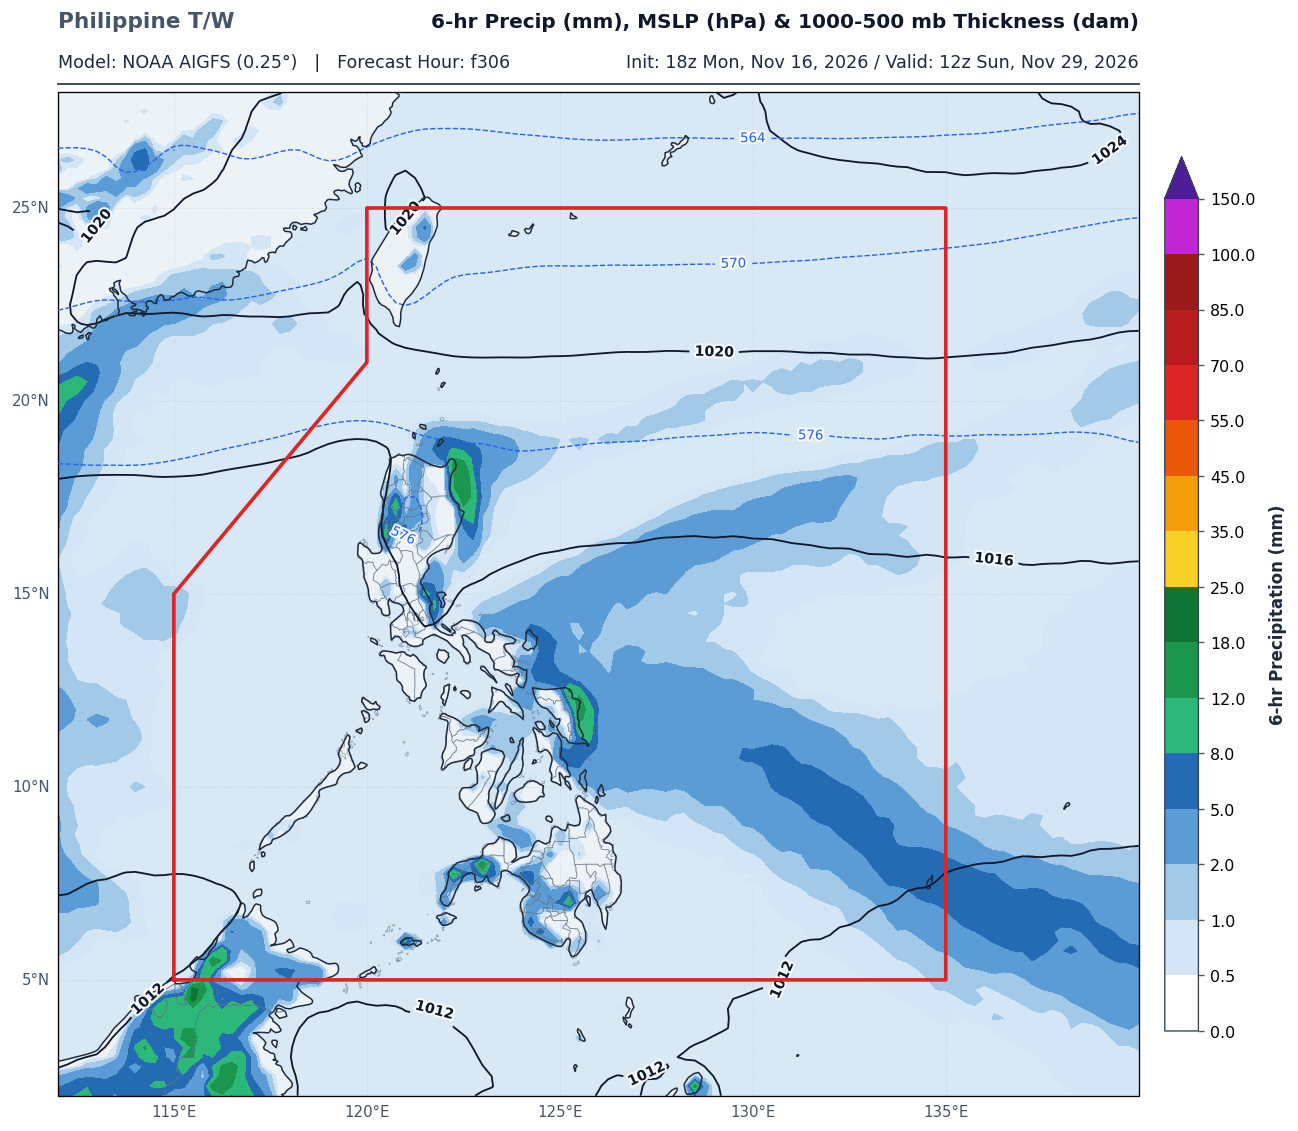 Philippine T/W
6-hr Precip (mm), MSLP (hPa) & 1000-500 mb Thickness (dam)
Model: NOAA AIGFS (0.25°) | Forecast Hour: f306
Init: 18z Mon, Nov 16, 2026 / Valid: 12z Sun, Nov 29, 2026
564
1024
1020
1020
570
1020
576
576
1016
1012
1012
1012
1012
25°N
20°N
15°N
10°N
5°N
115°E
120°E
125°E
130°E
135°E
150.0
100.0
85.0
70.0
55.0
45.0
35.0
25.0
18.0
12.0
8.0
5.0
2.0
1.0
0.5
0.0
6-hr Precipitation (mm)